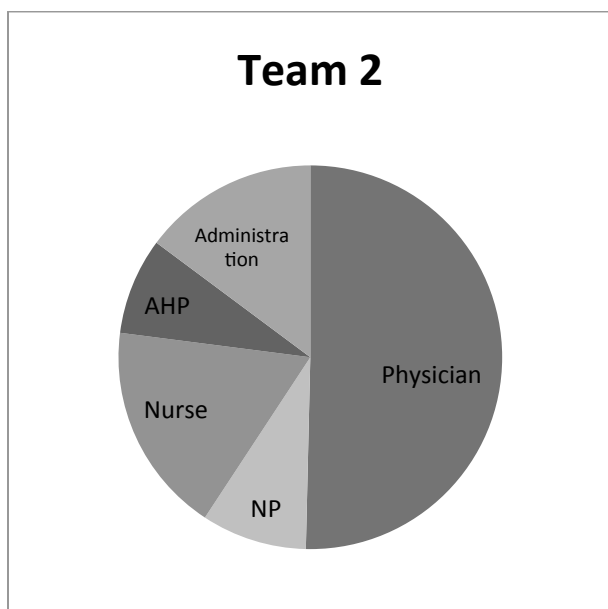 Team 2
Administra
tion
AHP
Physician
Nurse
NP